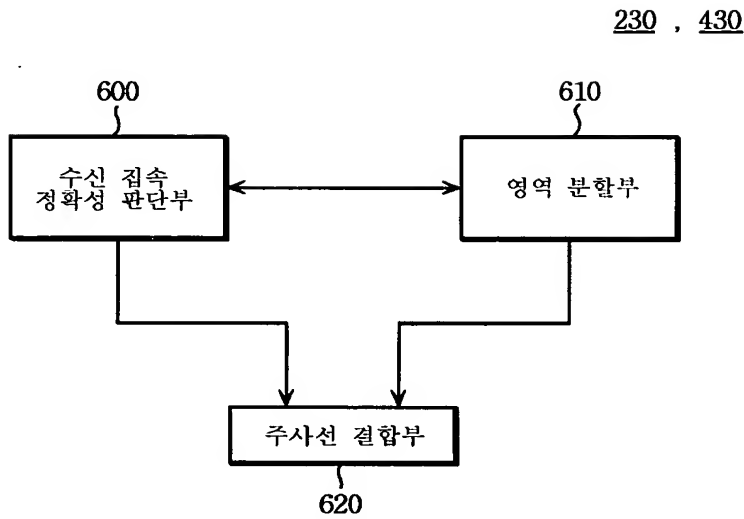 230 , 430
600
610
수신 집속
정확성 판단부
영역 분할부
주사선 결합부
620